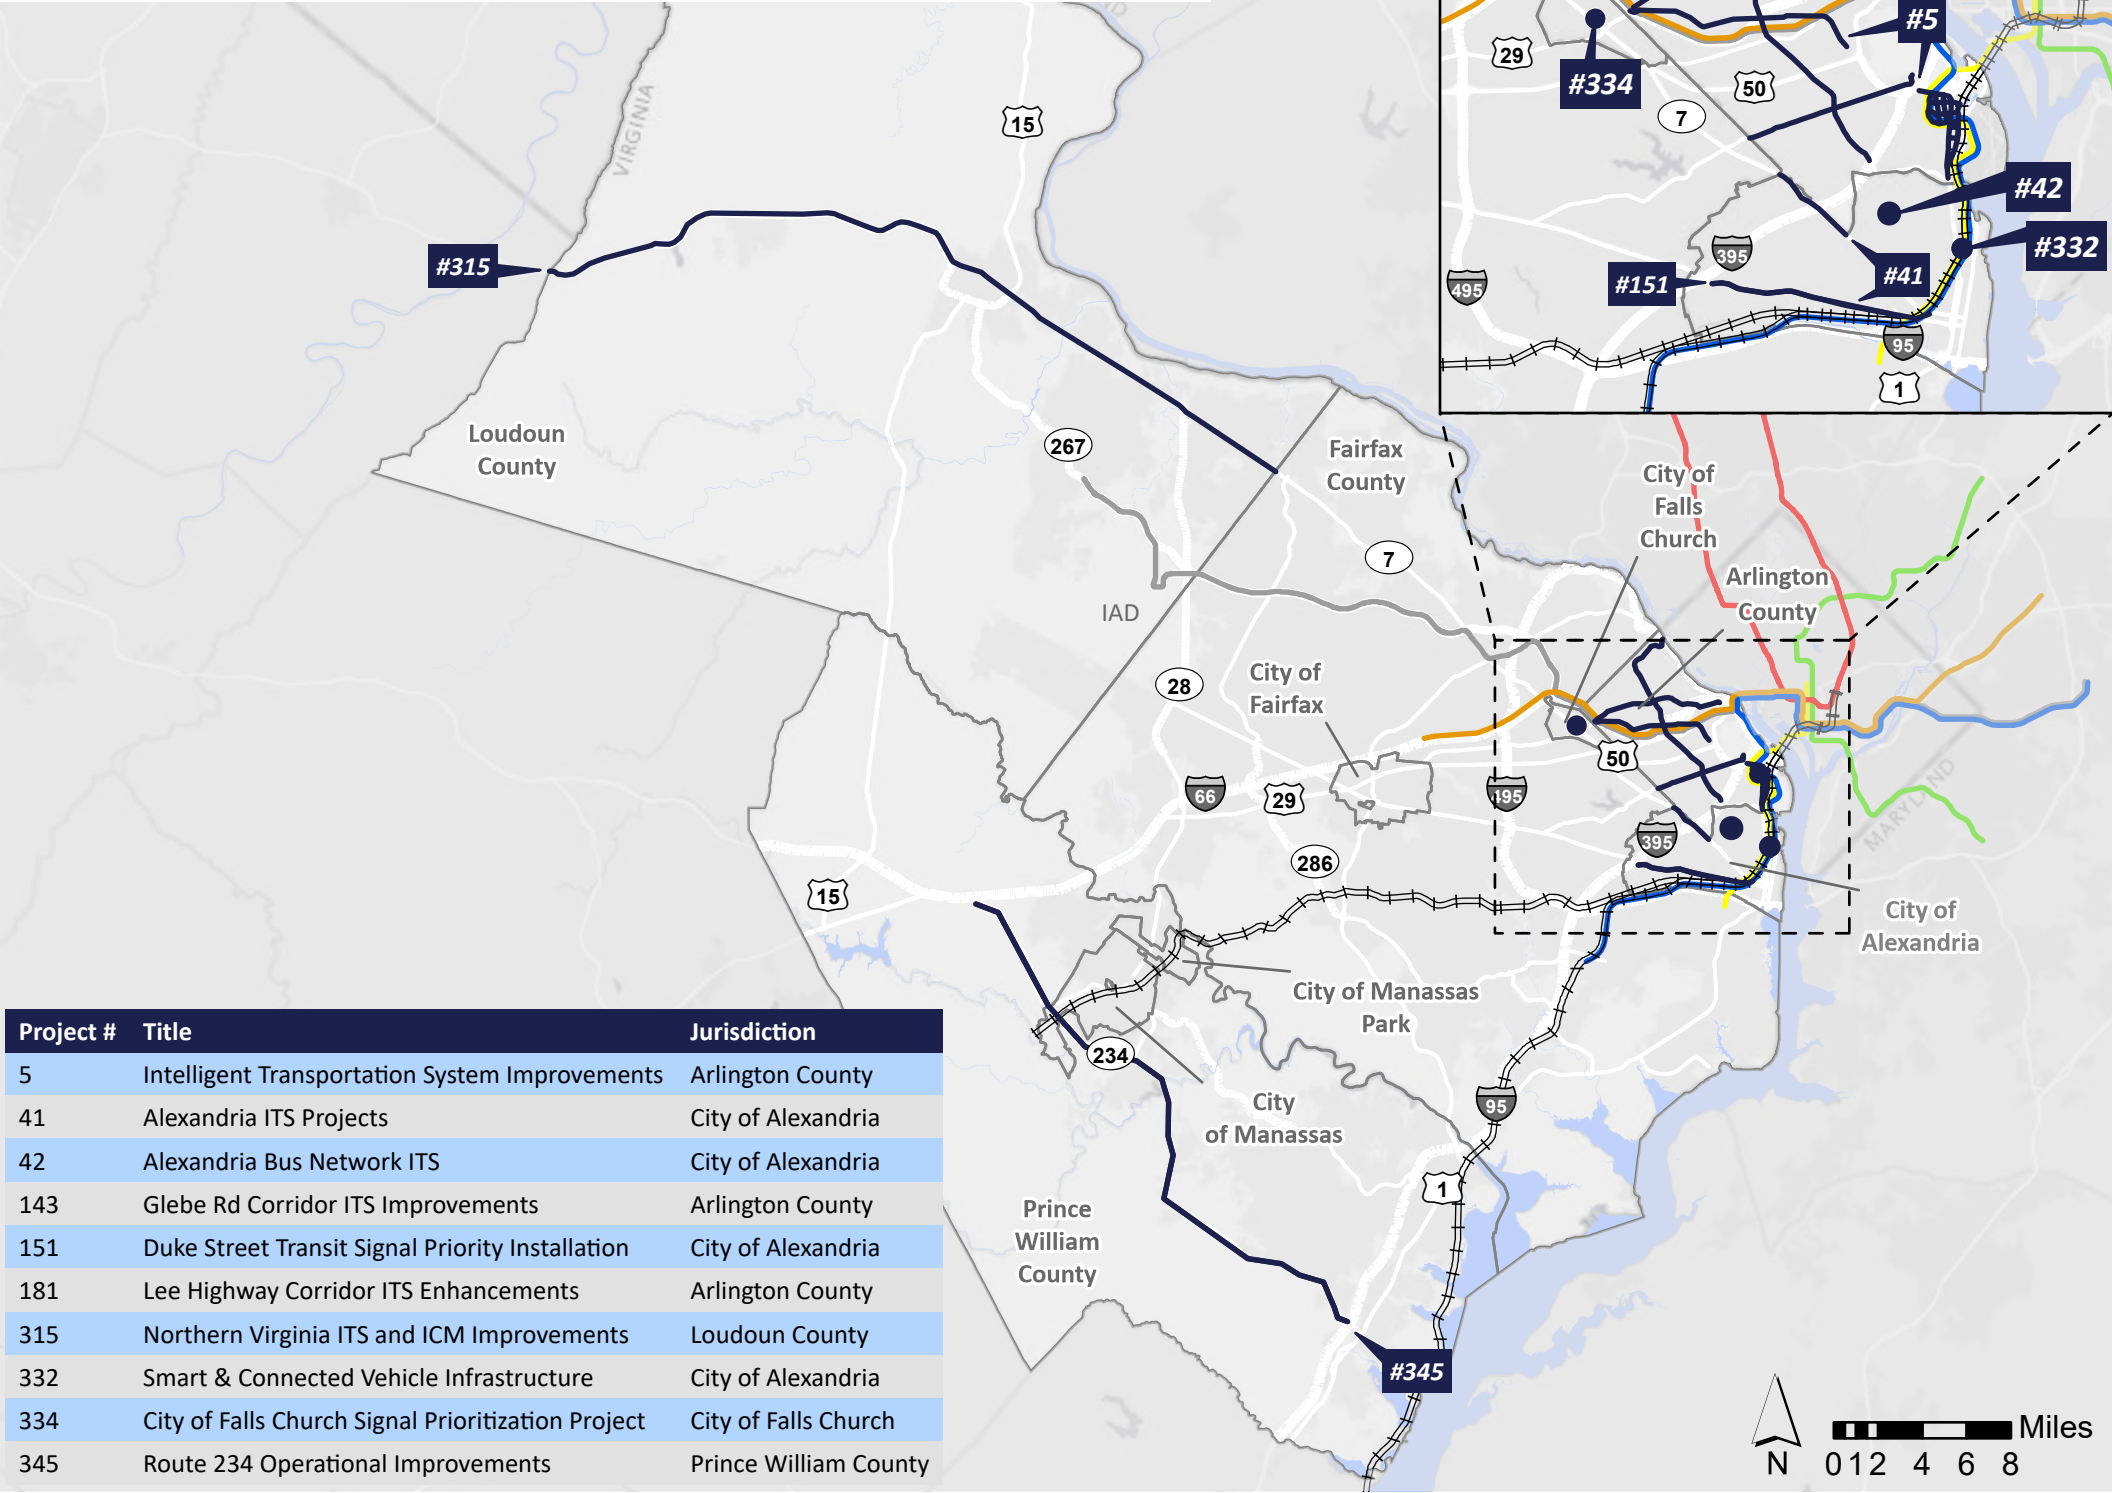 VIRGINIA
15
#315
Loudoun
County
267
Fairfax
County
7
IAD
28
City of
Fairfax
66
29
286
495
50
395
City of
Falls
Church
Arlington
County
MARYLAND
City of
Alexandria
15
City of Manassas
Park
234
City
of Manassas
95
1
Prince
William
County
#345
#5
29
#334
50
7
#42
#332
395
#41
#151
495
95
1
Project # Title Jurisdiction
5 Intelligent Transportation System Improvements Arlington County
41 Alexandria ITS Projects City of Alexandria
42 Alexandria Bus Network ITS City of Alexandria
143 Glebe Rd Corridor ITS Improvements Arlington County
151 Duke Street Transit Signal Priority Installation City of Alexandria
181 Lee Highway Corridor ITS Enhancements Arlington County
315 Northern Virginia ITS and ICM Improvements Loudoun County
332 Smart & Connected Vehicle Infrastructure City of Alexandria
334 City of Falls Church Signal Prioritization Project City of Falls Church
345 Route 234 Operational Improvements Prince William County
N
Miles
0 1 2 4 6 8